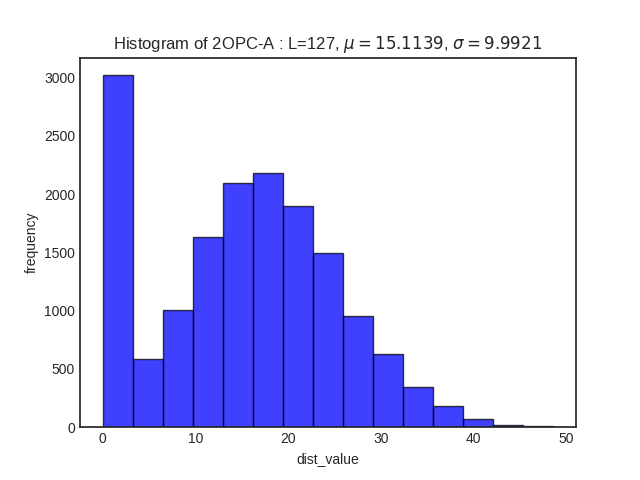 Histogram of 2OPC-A : L=127, μ = 15.1139, σ = 9.9921
3000
2500
2000
1500
1000
500
0
frequency
0 10 20 30 40 50
dist_value